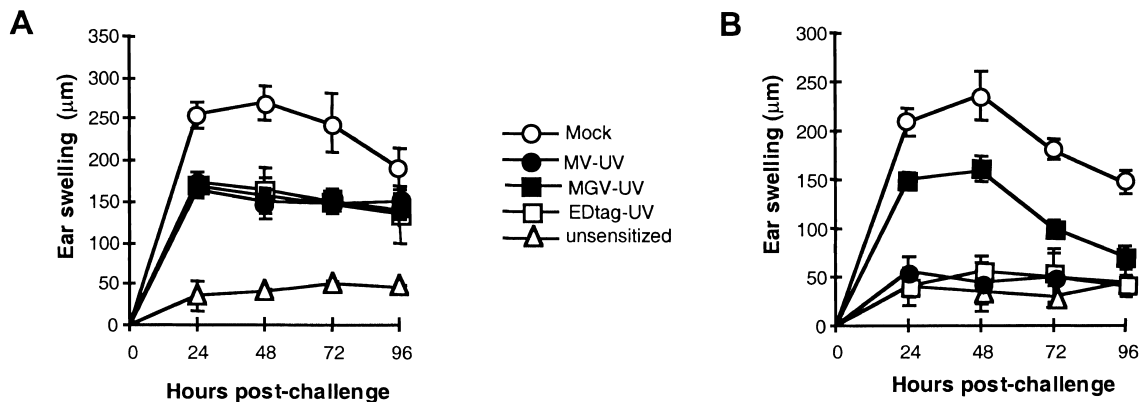 A
350
300
250
200
150
100
50
0
Ear swelling (μm)
0 24 48 72 96
Hours post-challenge
Mock
MV-UV
MGV-UV
EDtag-UV
unsensitized
B
300
250
200
150
100
50
0
Ear swelling (μm)
0 24 48 72 96
Hours post-challenge